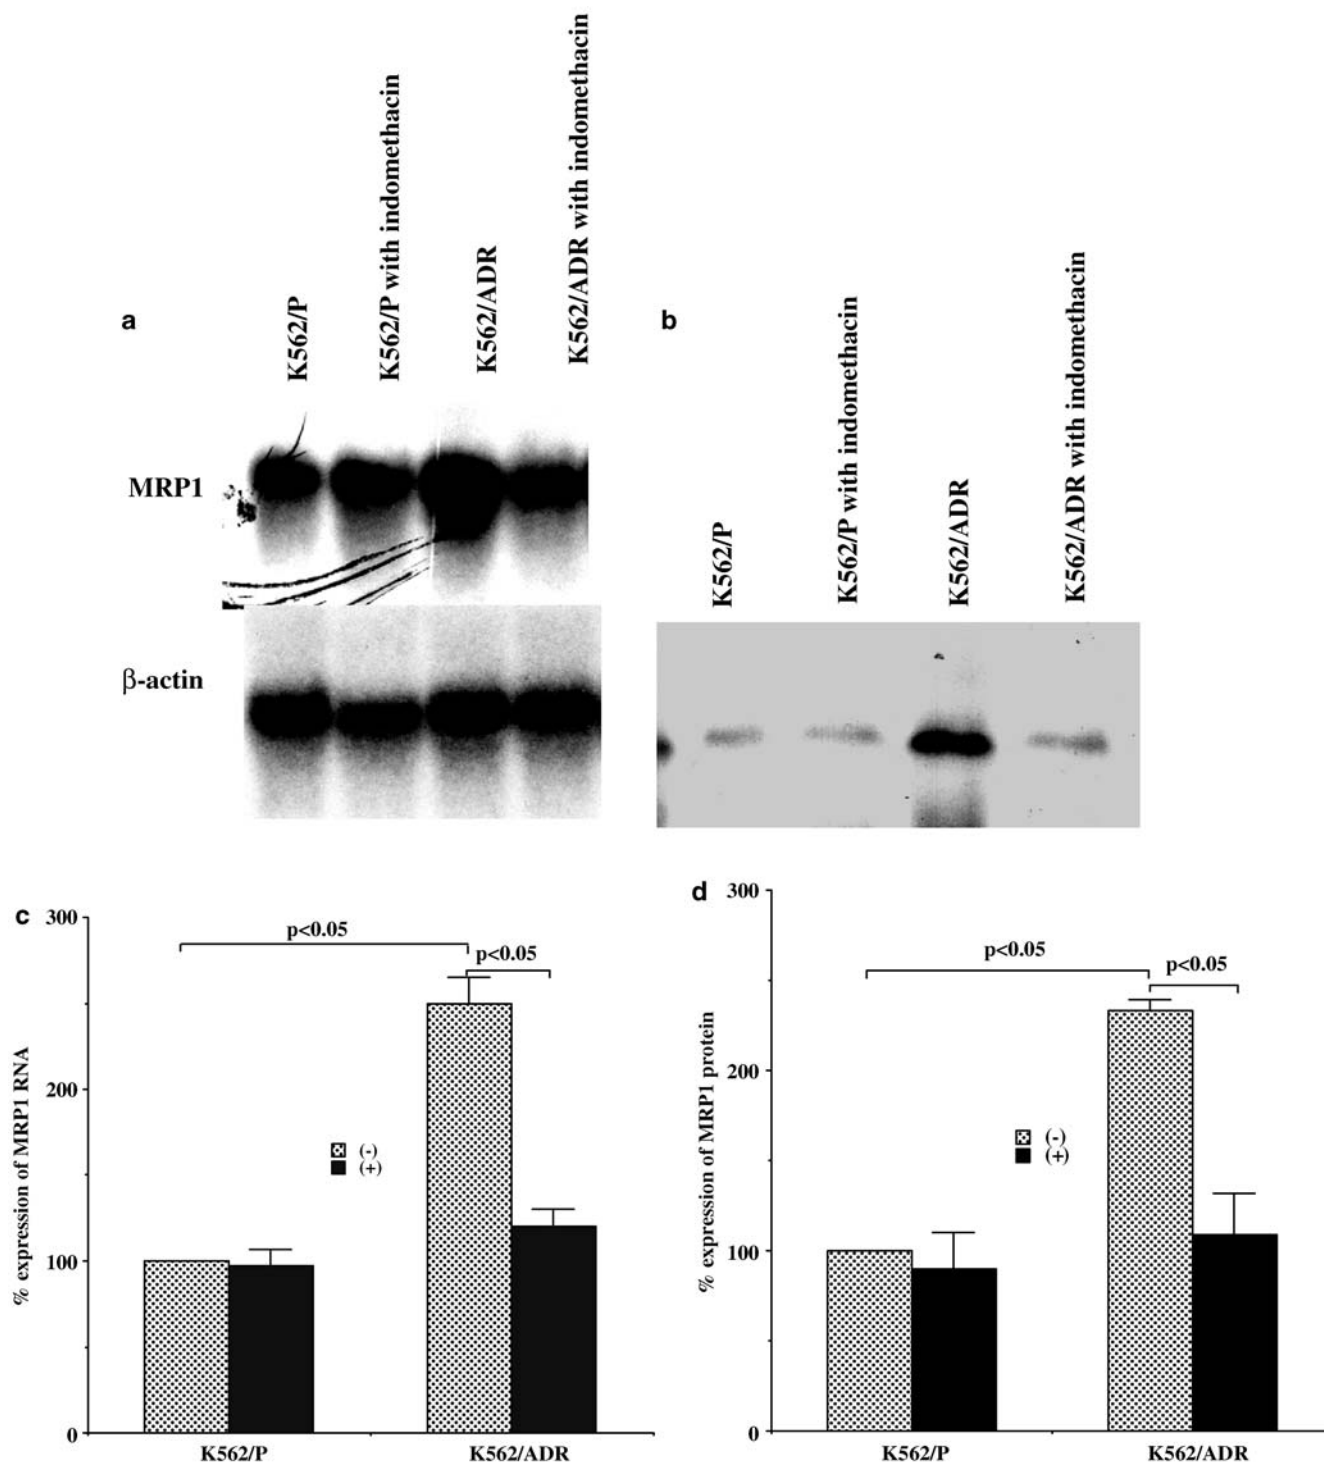 a
K562/P
K562/P with indomethacin
K562/ADR
K562/ADR with indomethacin
MRP1
β-actin
b
K562/P
K562/P with indomethacin
K562/ADR
K562/ADR with indomethacin
c
% expression of MRP1 RNA
300
200
100
0
p<0.05
p<0.05
(-)
(+)
K562/P
K562/ADR
d
% expression of MRP1 protein
300
200
100
0
p<0.05
p<0.05
(-)
(+)
K562/P
K562/ADR